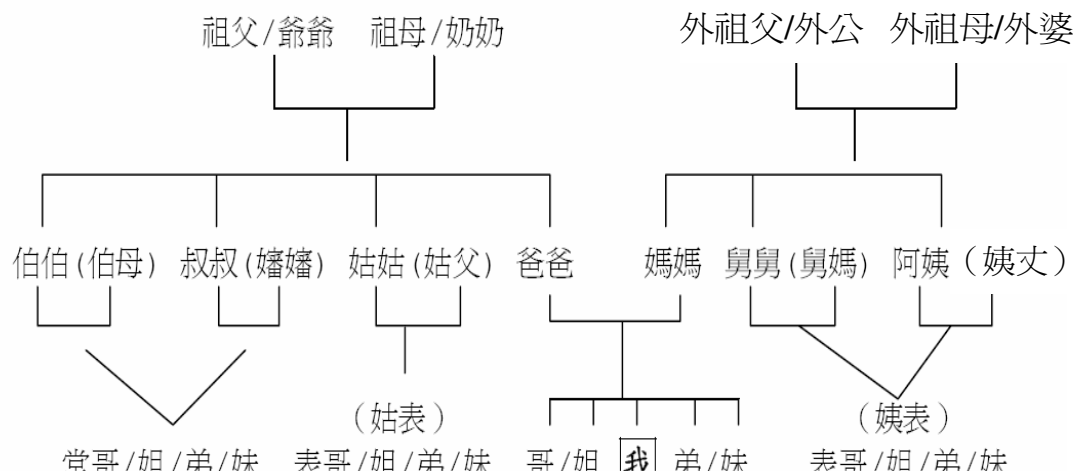 祖父/爺爺 祖母/奶奶 外祖父/外公 外祖母/外婆
伯伯(伯母) 叔叔(嬸嬸) 姑姑(姑父) 爸爸 媽媽 舅舅(舅媽) 阿姨（姨丈）
（姑表） （姨表）
常哥/姐/弟/妹 表哥/姐/弟/妹 哥/姐 我 弟/妹 表哥/姐/弟/妹